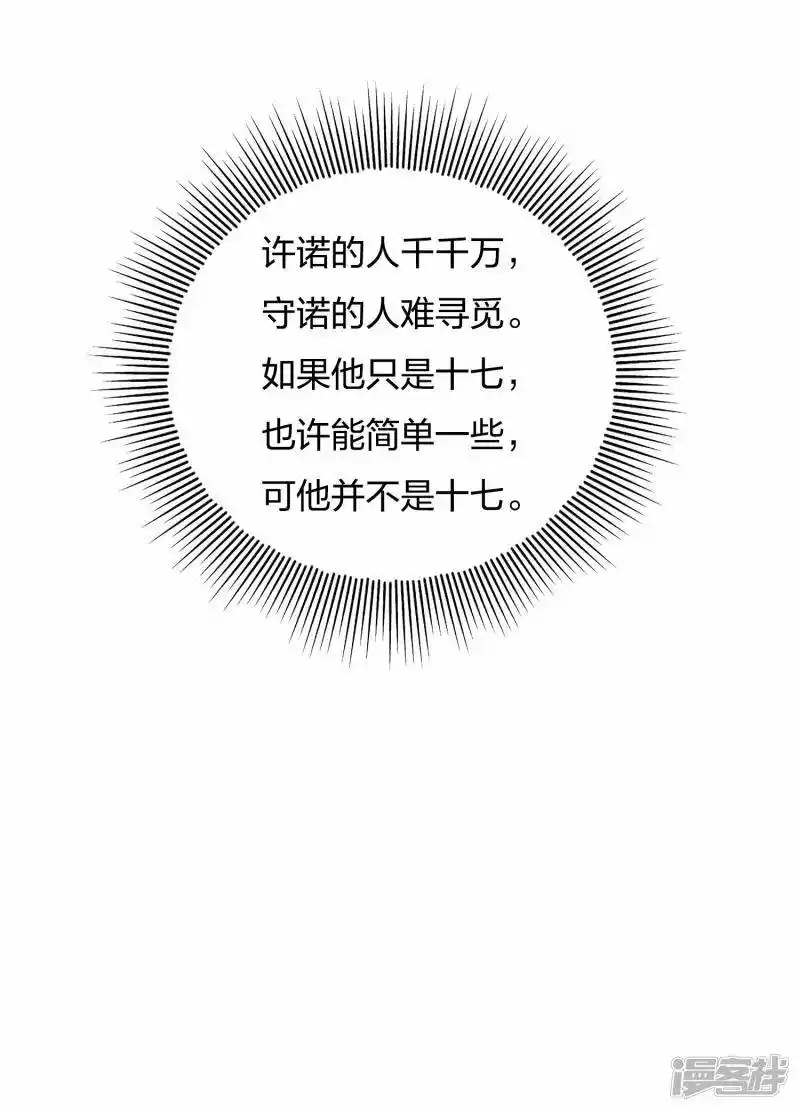 许诺的人千千万，
守诺的人难寻觅。
如果他只是十七，
也许能简单一些，
可他并不是十七。
漫客栈